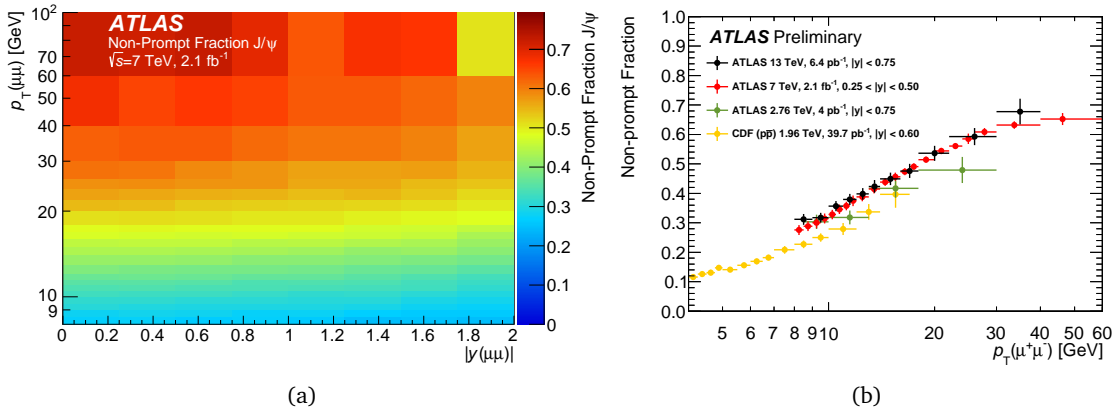 ATLAS
Non-Prompt Fraction J/ψ
√s=7 TeV, 2.1 fb⁻¹
p_T(μμ) [GeV]
10²
70
60
50
40
30
20
10
9
0 0.2 0.4 0.6 0.8 1 1.2 1.4 1.6 1.8 2
|y(μμ)|
0.7
0.6
0.5
0.4
0.3
0.2
0.1
0
Non-Prompt Fraction J/ψ
(a)
ATLAS Preliminary
ATLAS 13 TeV, 6.4 pb⁻¹, |y| < 0.75
ATLAS 7 TeV, 2.1 fb⁻¹, 0.25 < |y| < 0.50
ATLAS 2.76 TeV, 4 pb⁻¹, |y| < 0.75
CDF (pp̄) 1.96 TeV, 39.7 pb⁻¹, |y| < 0.60
Non-prompt Fraction
1.0
0.9
0.8
0.7
0.6
0.5
0.4
0.3
0.2
0.1
0.0
5 6 7 8 9 10 20 30 40 50 60
p_T(μ⁺μ⁻) [GeV]
(b)